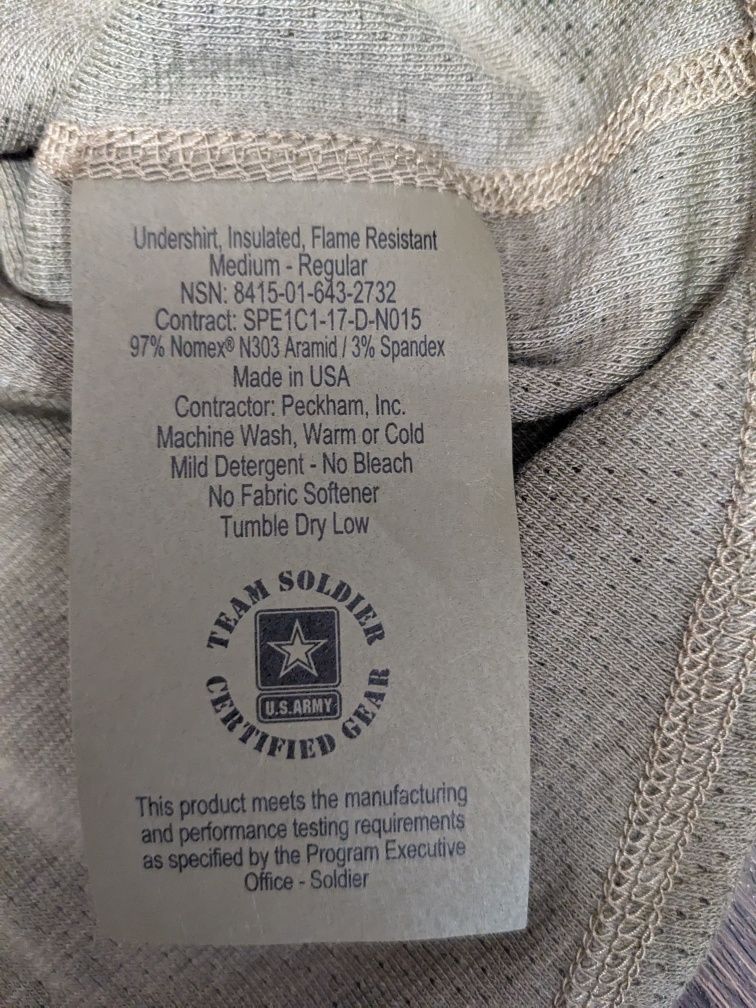 Undershirt, Insulated, Flame Resistant
Medium - Regular
NSN: 8415-01-643-2732
Contract: SPE1C1-17-D-N015
97% Nomex® N303 Aramid / 3% Spandex
Made in USA
Contractor: Peckham, Inc.
Machine Wash, Warm or Cold
Mild Detergent - No Bleach
No Fabric Softener
Tumble Dry Low
TEAM SOLDIER
U.S.ARMY
CERTIFIED GEAR
This product meets the manufacturing
and performance testing requirements
as specified by the Program Executive
Office - Soldier